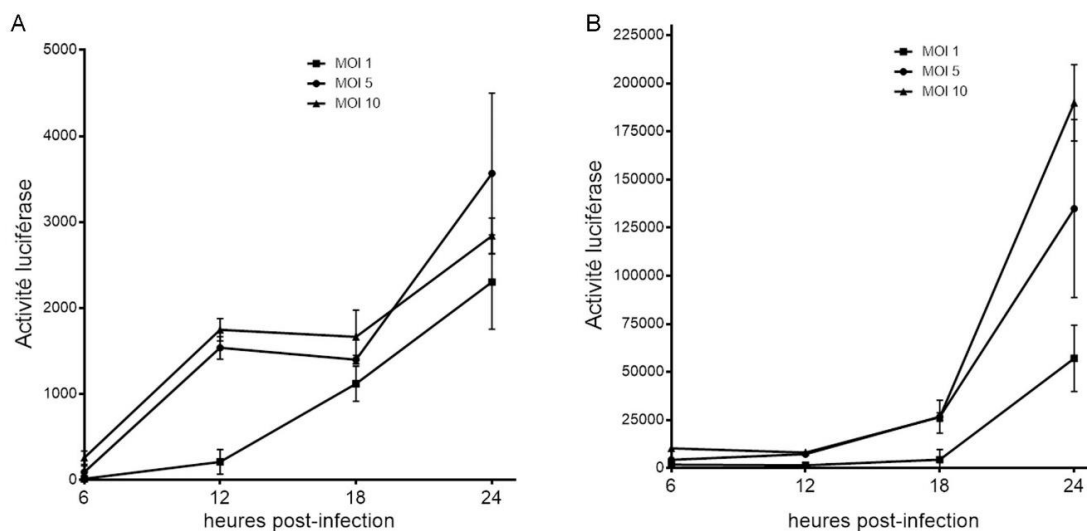 A
5000
4000
3000
2000
1000
0
Activité luciférase
MOI 1
MOI 5
MOI 10
6 12 18 24
heures post-infection
B
225000
200000
175000
150000
125000
100000
75000
50000
25000
0
Activité luciférase
MOI 1
MOI 5
MOI 10
6 12 18 24
heures post-infection